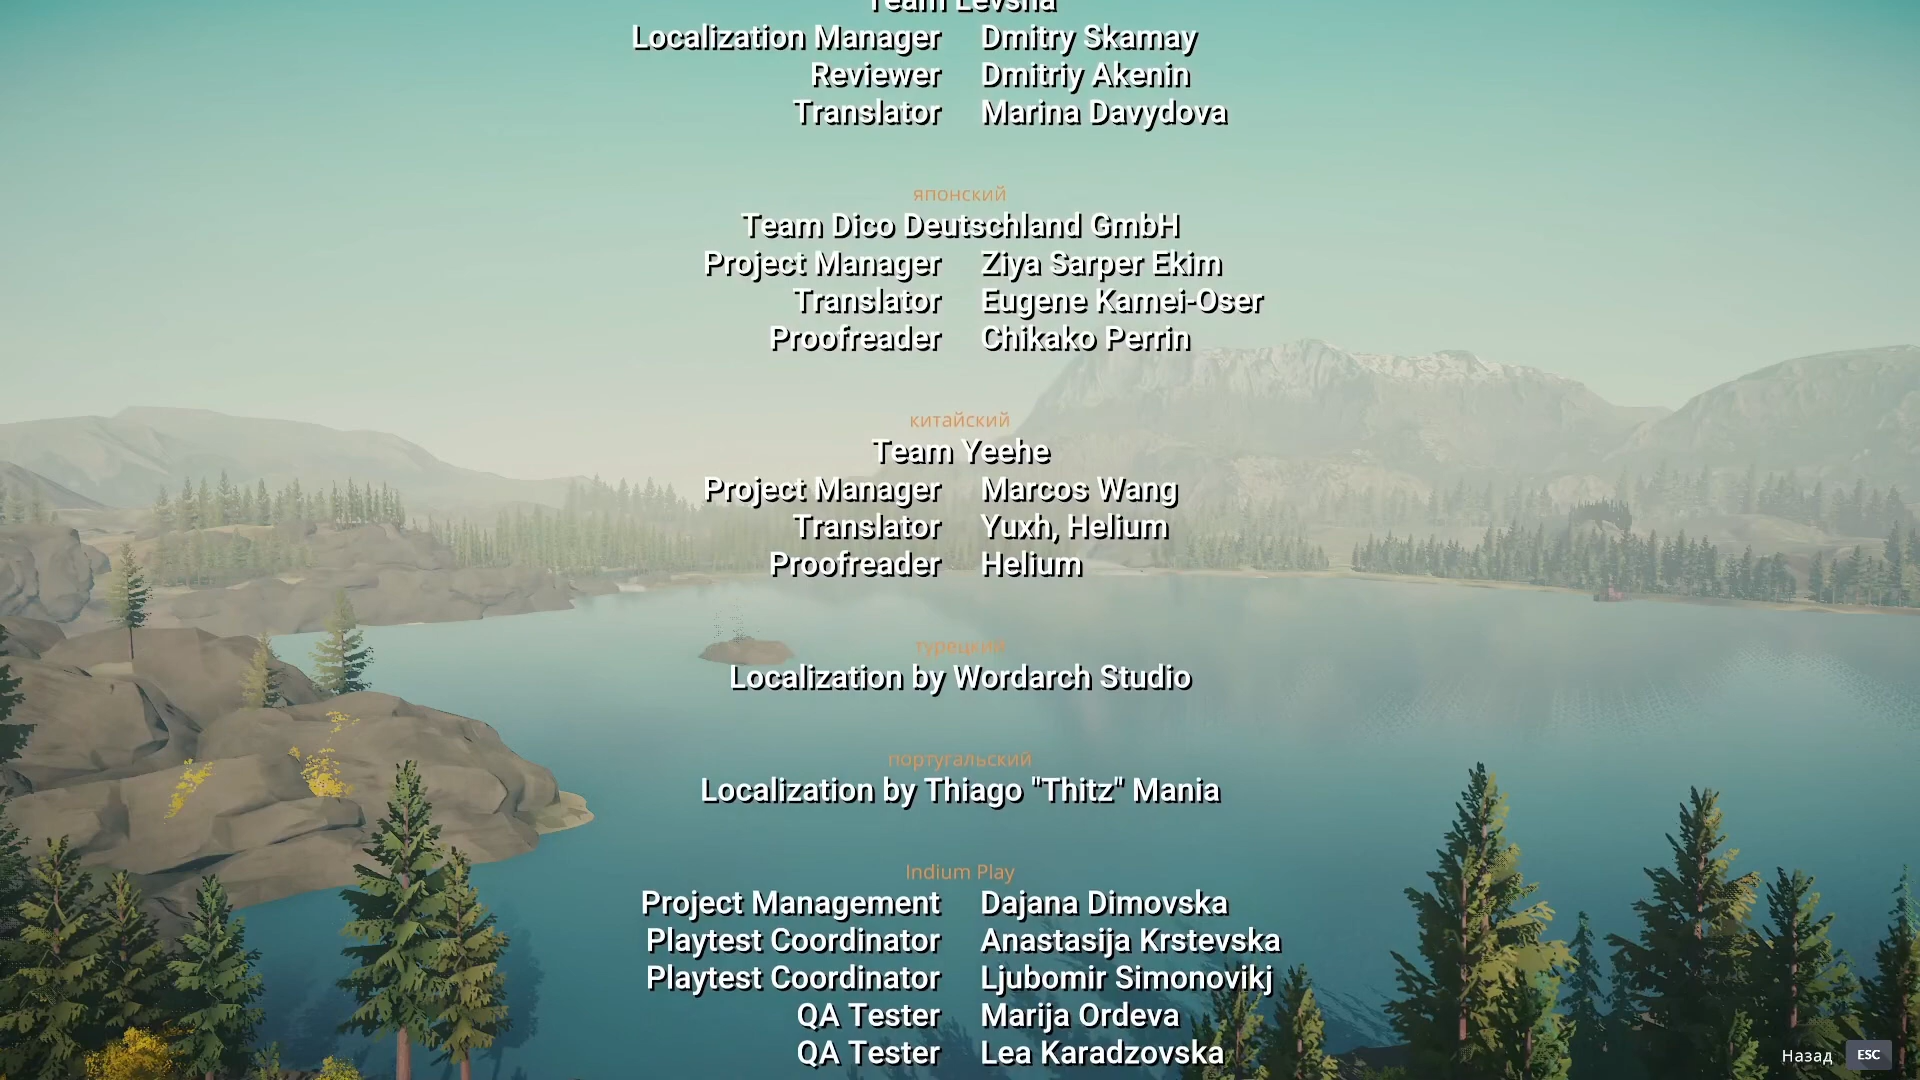 Team Levsha
Localization Manager Dmitry Skamay
Reviewer Dmitriy Akenin
Translator Marina Davydova
японский
Team Dico Deutschland GmbH
Project Manager Ziya Sarper Ekim
Translator Eugene Kamei-Oser
Proofreader Chikako Perrin
китайский
Team Yeehe
Project Manager Marcos Wang
Translator Yuxh, Helium
Proofreader Helium
турецкий
Localization by Wordarch Studio
португальский
Localization by Thiago "Thitz" Mania
Indium Play
Project Management Dajana Dimovska
Playtest Coordinator Anastasija Krstevska
Playtest Coordinator Ljubomir Simonovikj
QA Tester Marija Ordeva
QA Tester Lea Karadzovska
Назад ESC